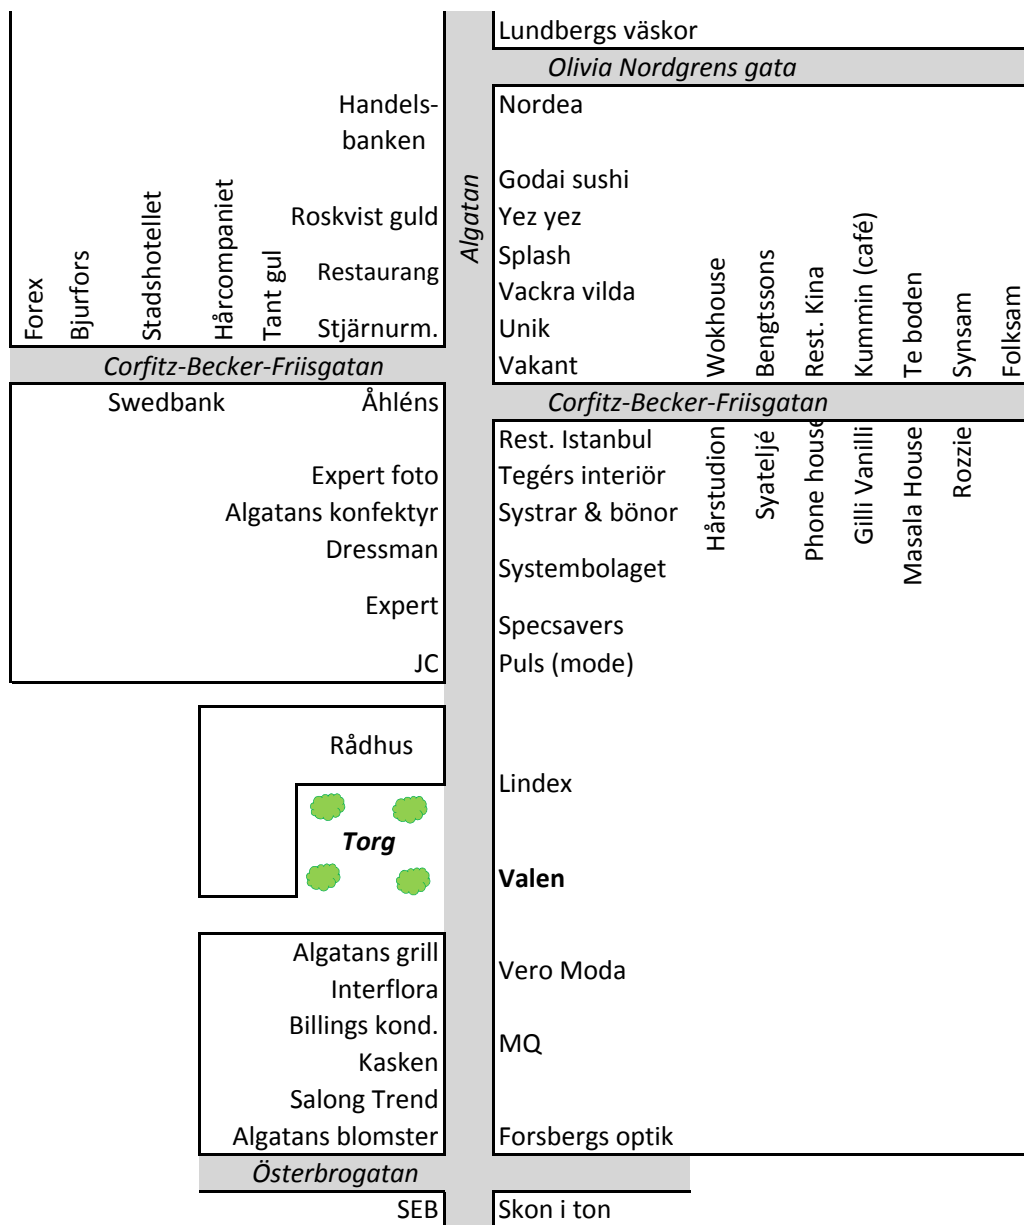 Lundbergs väskor
Olivia Nordgrens gata
Handels-
banken
Nordea
Algatan
Godai sushi
Roskvist guld
Yez yez
Splash
Restaurang
Vackra vilda
Stjärnurm.
Unik
Vakant
Forex
Bjurfors
Stadshotellet
Hårcompaniet
Tant gul
Wokhouse
Bengtssons
Rest. Kina
Kummin (café)
Te boden
Synsam
Folksam
Corfitz-Becker-Friisgatan
Corfitz-Becker-Friisgatan
Swedbank
Åhléns
Rest. Istanbul
Expert foto
Tegérs interiör
Algatans konfektyr
Systrar & bönor
Dressman
Systembolaget
Expert
Specsavers
JC
Puls (mode)
Hårstudion
Syateljé
Phone house
Gilli Vanilli
Masala House
Rozzie
Rådhus
Lindex
Torg
Valen
Algatans grill
Vero Moda
Interflora
Billings kond.
MQ
Kasken
Salong Trend
Algatans blomster
Forsbergs optik
Österbrogatan
SEB
Skon i ton